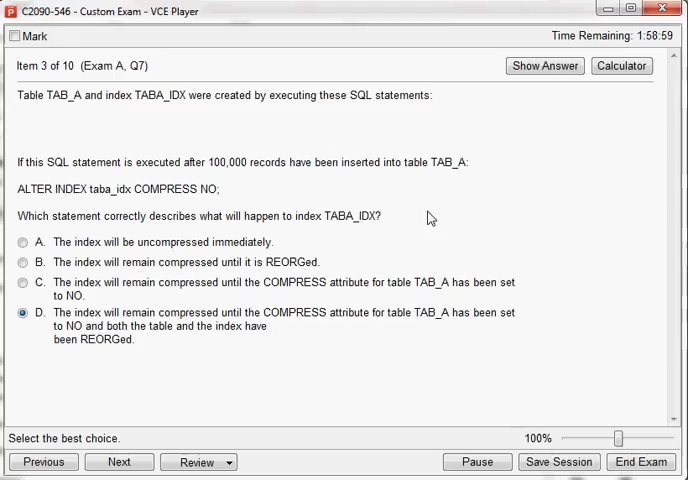 C2090-546 - Custom Exam - VCE Player
Mark
Time Remaining: 1:58:59
Item 3 of 10 (Exam A, Q7)
Show Answer
Calculator
Table TAB_A and index TABA_IDX were created by executing these SQL statements:
If this SQL statement is executed after 100,000 records have been inserted into table TAB_A:
ALTER INDEX taba_idx COMPRESS NO;
Which statement correctly describes what will happen to index TABA_IDX?
A. The index will be uncompressed immediately.
B. The index will remain compressed until it is REORGed.
C. The index will remain compressed until the COMPRESS attribute for table TAB_A has been set
to NO.
D. The index will remain compressed until the COMPRESS attribute for table TAB_A has been set
to NO and both the table and the index have
been REORGed.
Select the best choice.
100%
Previous
Next
Review
Pause
Save Session
End Exam